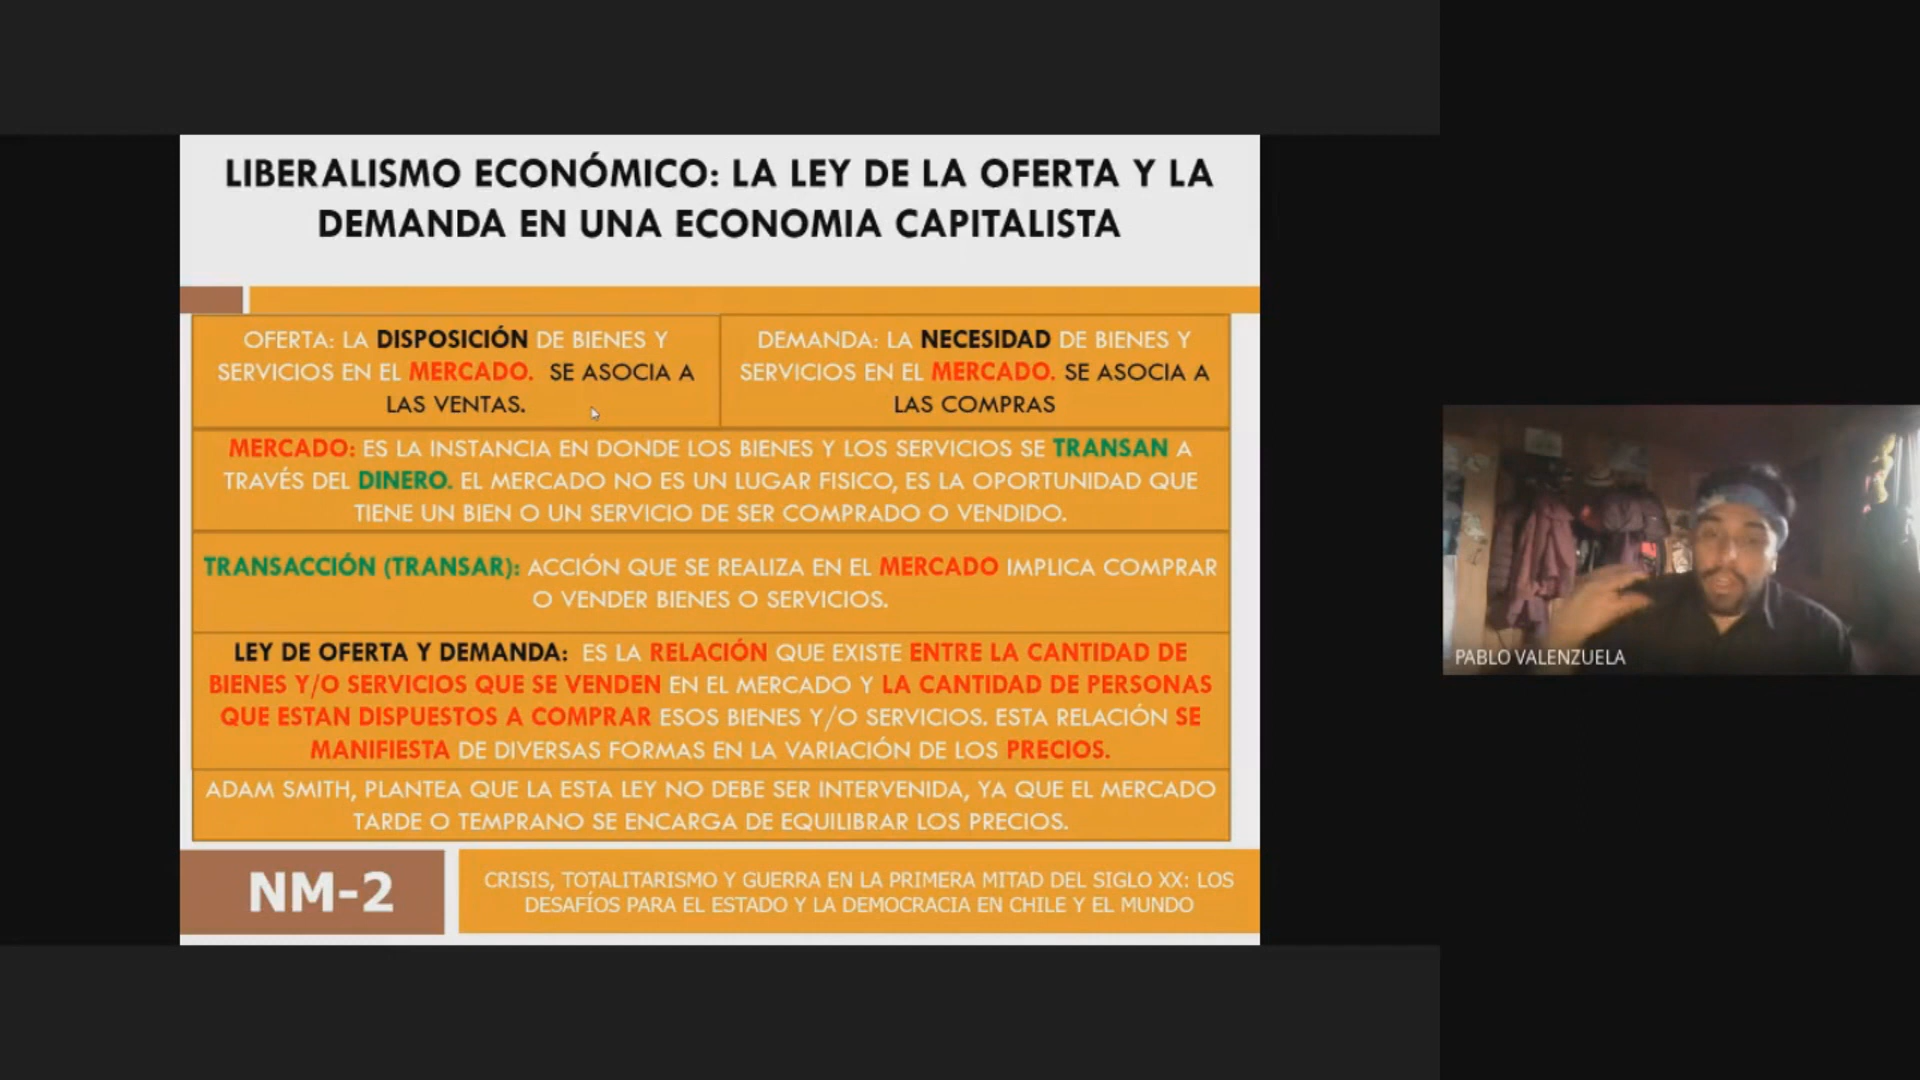 LIBERALISMO ECONÓMICO: LA LEY DE LA OFERTA Y LA
DEMANDA EN UNA ECONOMIA CAPITALISTA
OFERTA: LA DISPOSICIÓN DE BIENES Y
SERVICIOS EN EL MERCADO. SE ASOCIA A
LAS VENTAS.
DEMANDA: LA NECESIDAD DE BIENES Y
SERVICIOS EN EL MERCADO. SE ASOCIA A
LAS COMPRAS
MERCADO: ES LA INSTANCIA EN DONDE LOS BIENES Y LOS SERVICIOS SE TRANSAN A
TRAVÉS DEL DINERO. EL MERCADO NO ES UN LUGAR FISICO, ES LA OPORTUNIDAD QUE
TIENE UN BIEN O UN SERVICIO DE SER COMPRADO O VENDIDO.
TRANSACCIÓN (TRANSAR): ACCIÓN QUE SE REALIZA EN EL MERCADO IMPLICA COMPRAR
O VENDER BIENES O SERVICIOS.
LEY DE OFERTA Y DEMANDA: ES LA RELACIÓN QUE EXISTE ENTRE LA CANTIDAD DE
BIENES Y/O SERVICIOS QUE SE VENDEN EN EL MERCADO Y LA CANTIDAD DE PERSONAS
QUE ESTAN DISPUESTOS A COMPRAR ESOS BIENES Y/O SERVICIOS. ESTA RELACIÓN SE
MANIFIESTA DE DIVERSAS FORMAS EN LA VARIACIÓN DE LOS PRECIOS.
ADAM SMITH, PLANTEA QUE LA ESTA LEY NO DEBE SER INTERVENIDA, YA QUE EL MERCADO
TARDE O TEMPRANO SE ENCARGA DE EQUILIBRAR LOS PRECIOS.
NM-2
CRISIS, TOTALITARISMO Y GUERRA EN LA PRIMERA MITAD DEL SIGLO XX: LOS
DESAFÍOS PARA EL ESTADO Y LA DEMOCRACIA EN CHILE Y EL MUNDO
PABLO VALENZUELA